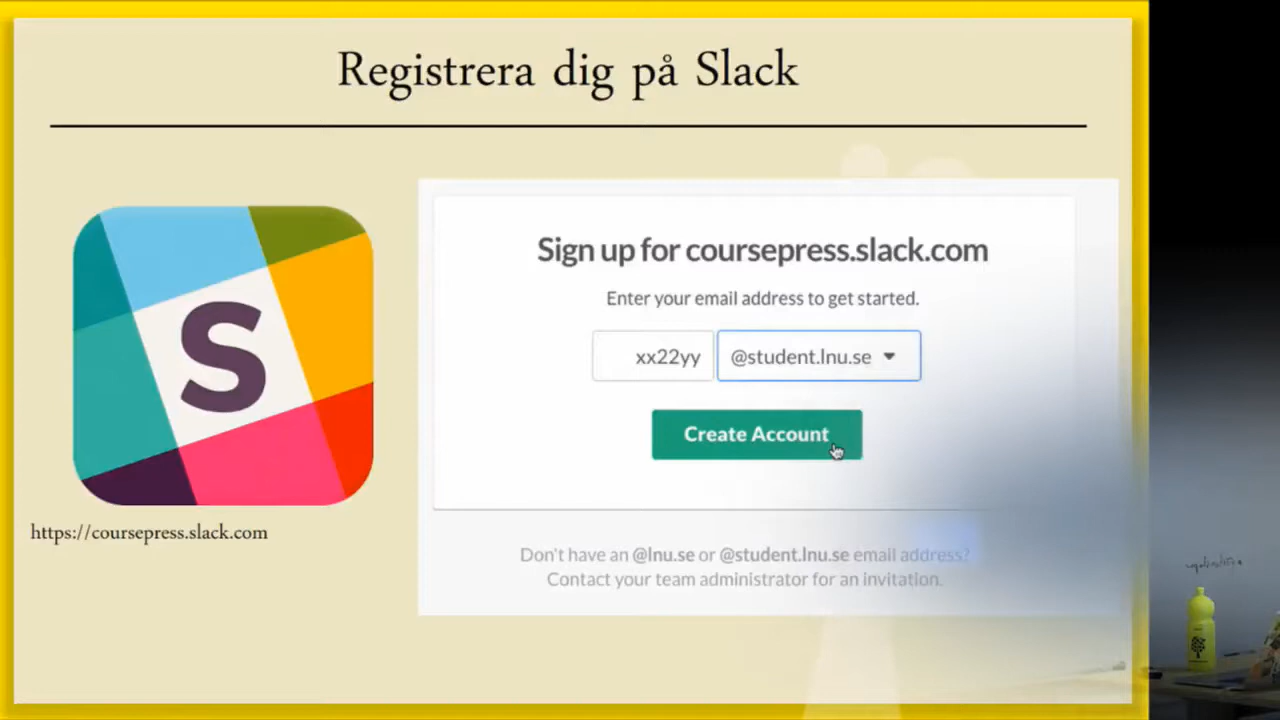 Registrera dig på Slack
S
https://coursepress.slack.com
Sign up for coursepress.slack.com
Enter your email address to get started.
xx22yy @student.lnu.se
Create Account
Don't have an @lnu.se or @student.lnu.se email address?
Contact your team administrator for an invitation.